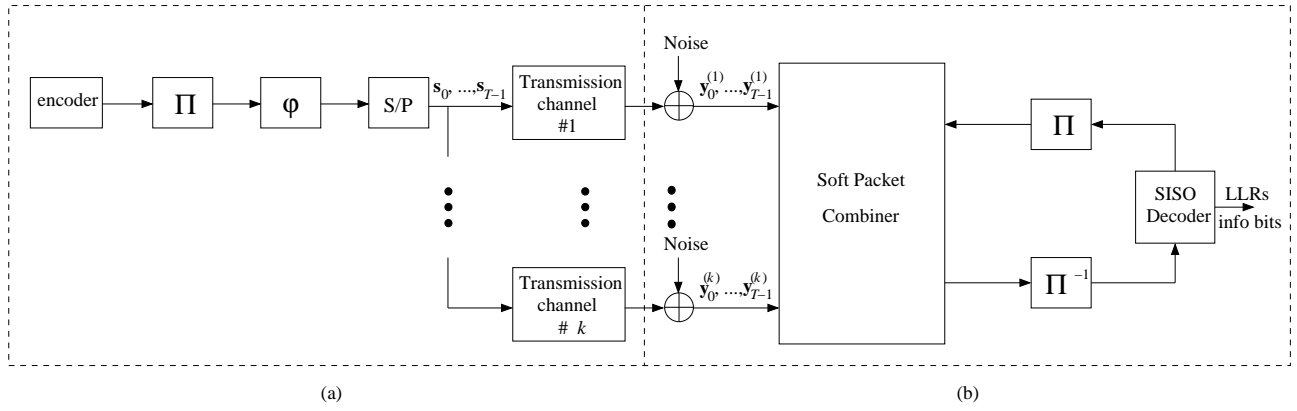 encoder
Π
φ
S/P
s0, ...,sT−1
Transmission
channel
#1
Noise
y0(1), ...,yT−1(1)
Soft Packet
Combiner
Π
SISO
Decoder
LLRs
info bits
Π −1
Transmission
channel
# k
Noise
y0(k), ...,yT−1(k)
(a)
(b)